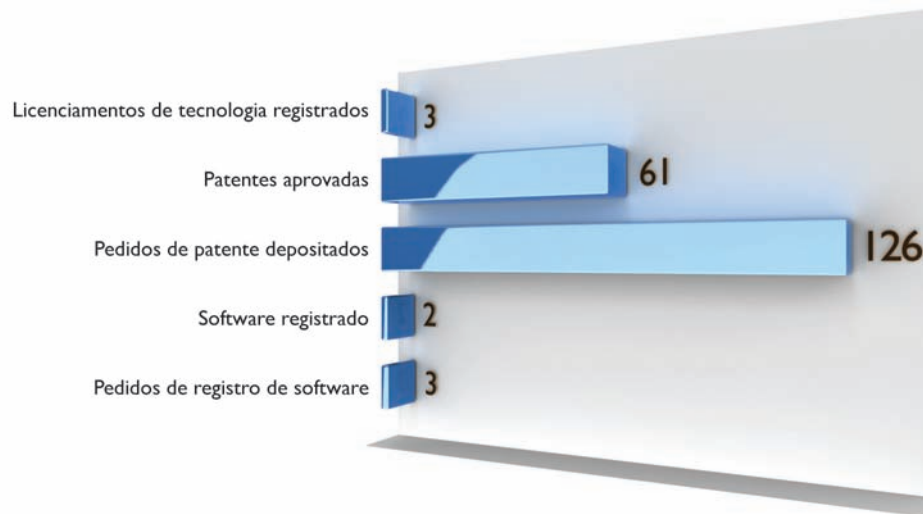 Licenciamentos de tecnologia registrados 3
Patentes aprovadas 61
Pedidos de patente depositados 126
Software registrado 2
Pedidos de registro de software 3